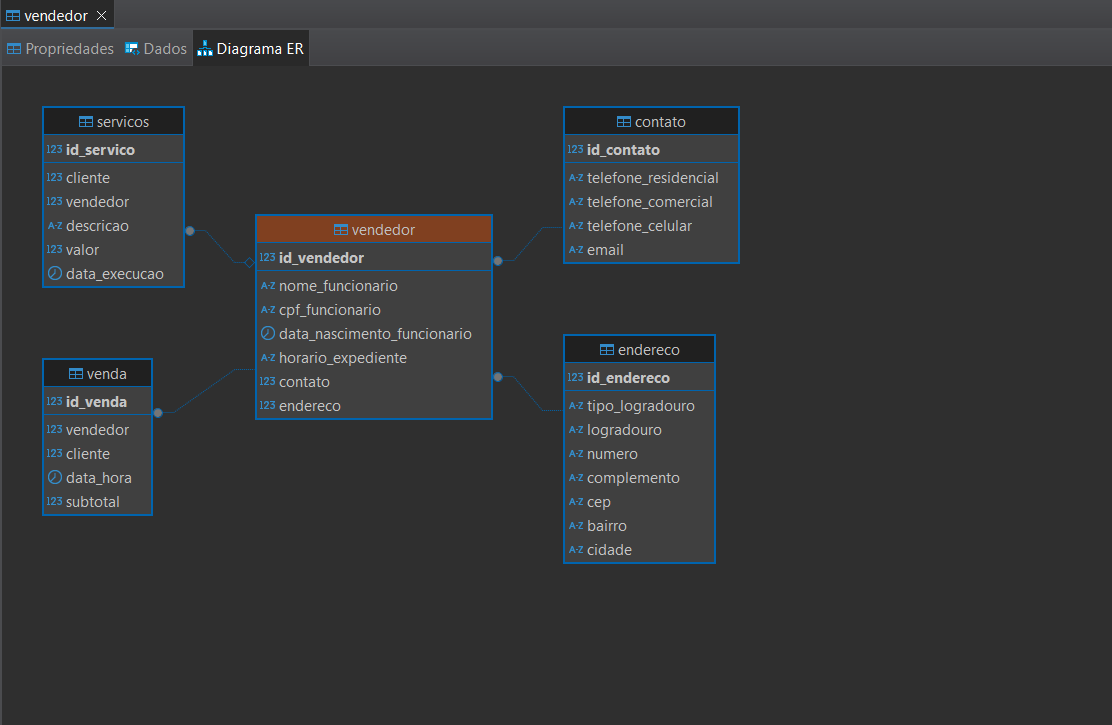 vendedor
Propriedades Dados Diagrama ER
servicos
123 id_servico
123 cliente
123 vendedor
A-Z descricao
123 valor
data_execucao
venda
123 id_venda
123 vendedor
123 cliente
data_hora
123 subtotal
vendedor
123 id_vendedor
A-Z nome_funcionario
A-Z cpf_funcionario
data_nascimento_funcionario
A-Z horario_expediente
123 contato
123 endereco
contato
123 id_contato
A-Z telefone_residencial
A-Z telefone_comercial
A-Z telefone_celular
A-Z email
endereco
123 id_endereco
A-Z tipo_logradouro
A-Z logradouro
A-Z numero
A-Z complemento
A-Z cep
A-Z bairro
A-Z cidade